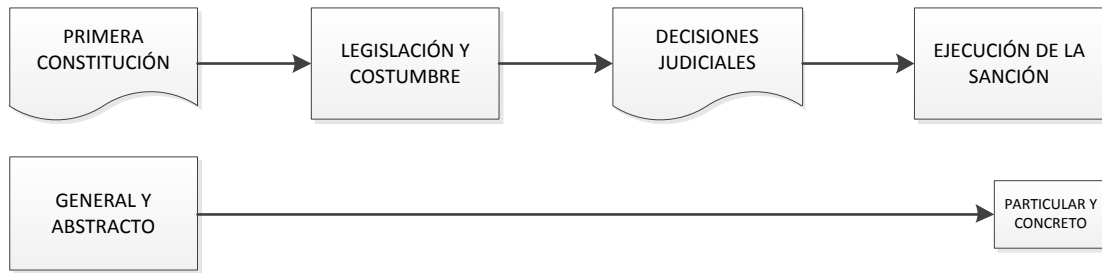 PRIMERA
CONSTITUCIÓN
LEGISLACIÓN Y
COSTUMBRE
DECISIONES
JUDICIALES
EJECUCIÓN DE LA
SANCIÓN
GENERAL Y
ABSTRACTO
PARTICULAR Y
CONCRETO